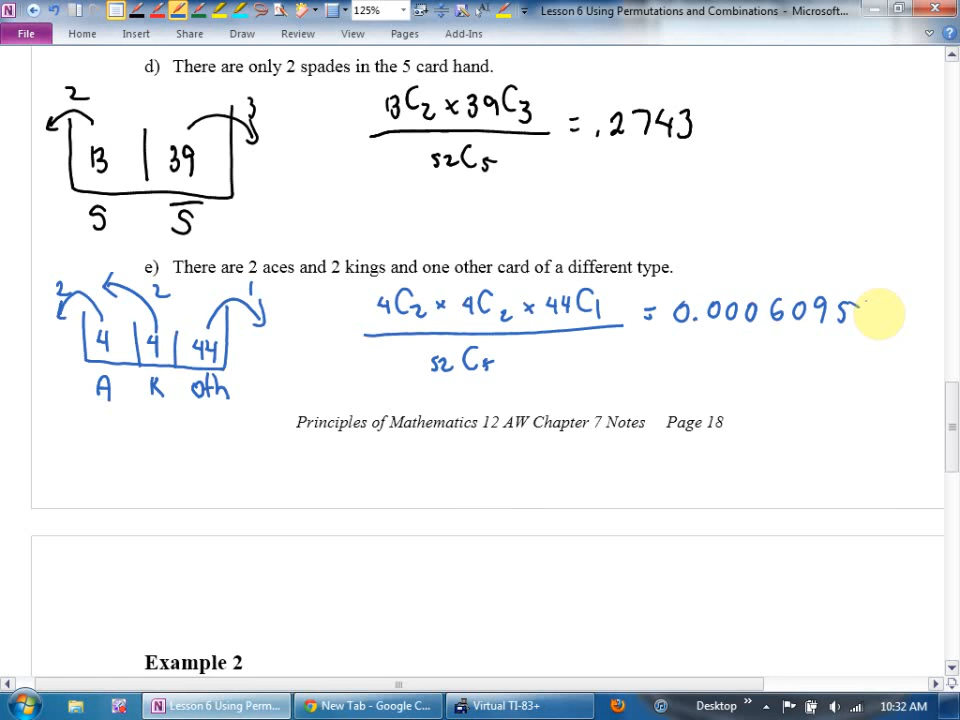 125%
Lesson 6 Using Permutations and Combinations - Microsoft...
File Home Insert Share Draw Review View Pages Add-Ins
d) There are only 2 spades in the 5 card hand.
2 3
13 39
S S̅
13C2 × 39C3
52C5
= .2743
e) There are 2 aces and 2 kings and one other card of a different type.
2 2 1
4 4 44
A K oth
4C2 × 4C2 × 44C1
52C5
= 0.0006095
Principles of Mathematics 12 AW Chapter 7 Notes Page 18
Example 2
Lesson 6 Using Perm... New Tab - Google C... Virtual TI-83+ Desktop » 10:32 AM